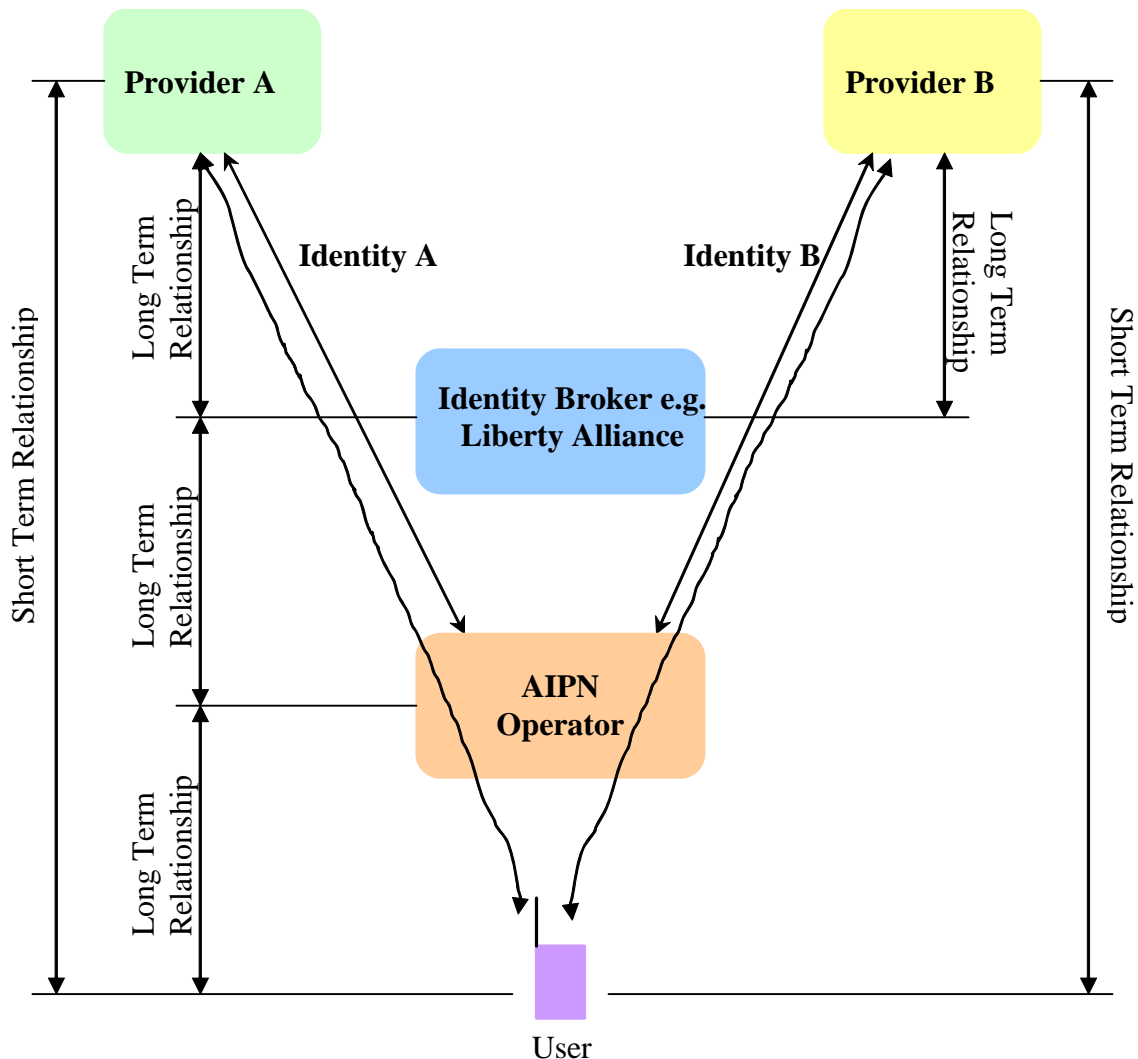 Provider A
Provider B
Identity A
Identity B
Long Term
Relationship
Long Term
Relationship
Short Term Relationship
Short Term Relationship
Identity Broker e.g.
Liberty Alliance
Long Term
Relationship
AIPN
Operator
Long Term
Relationship
User